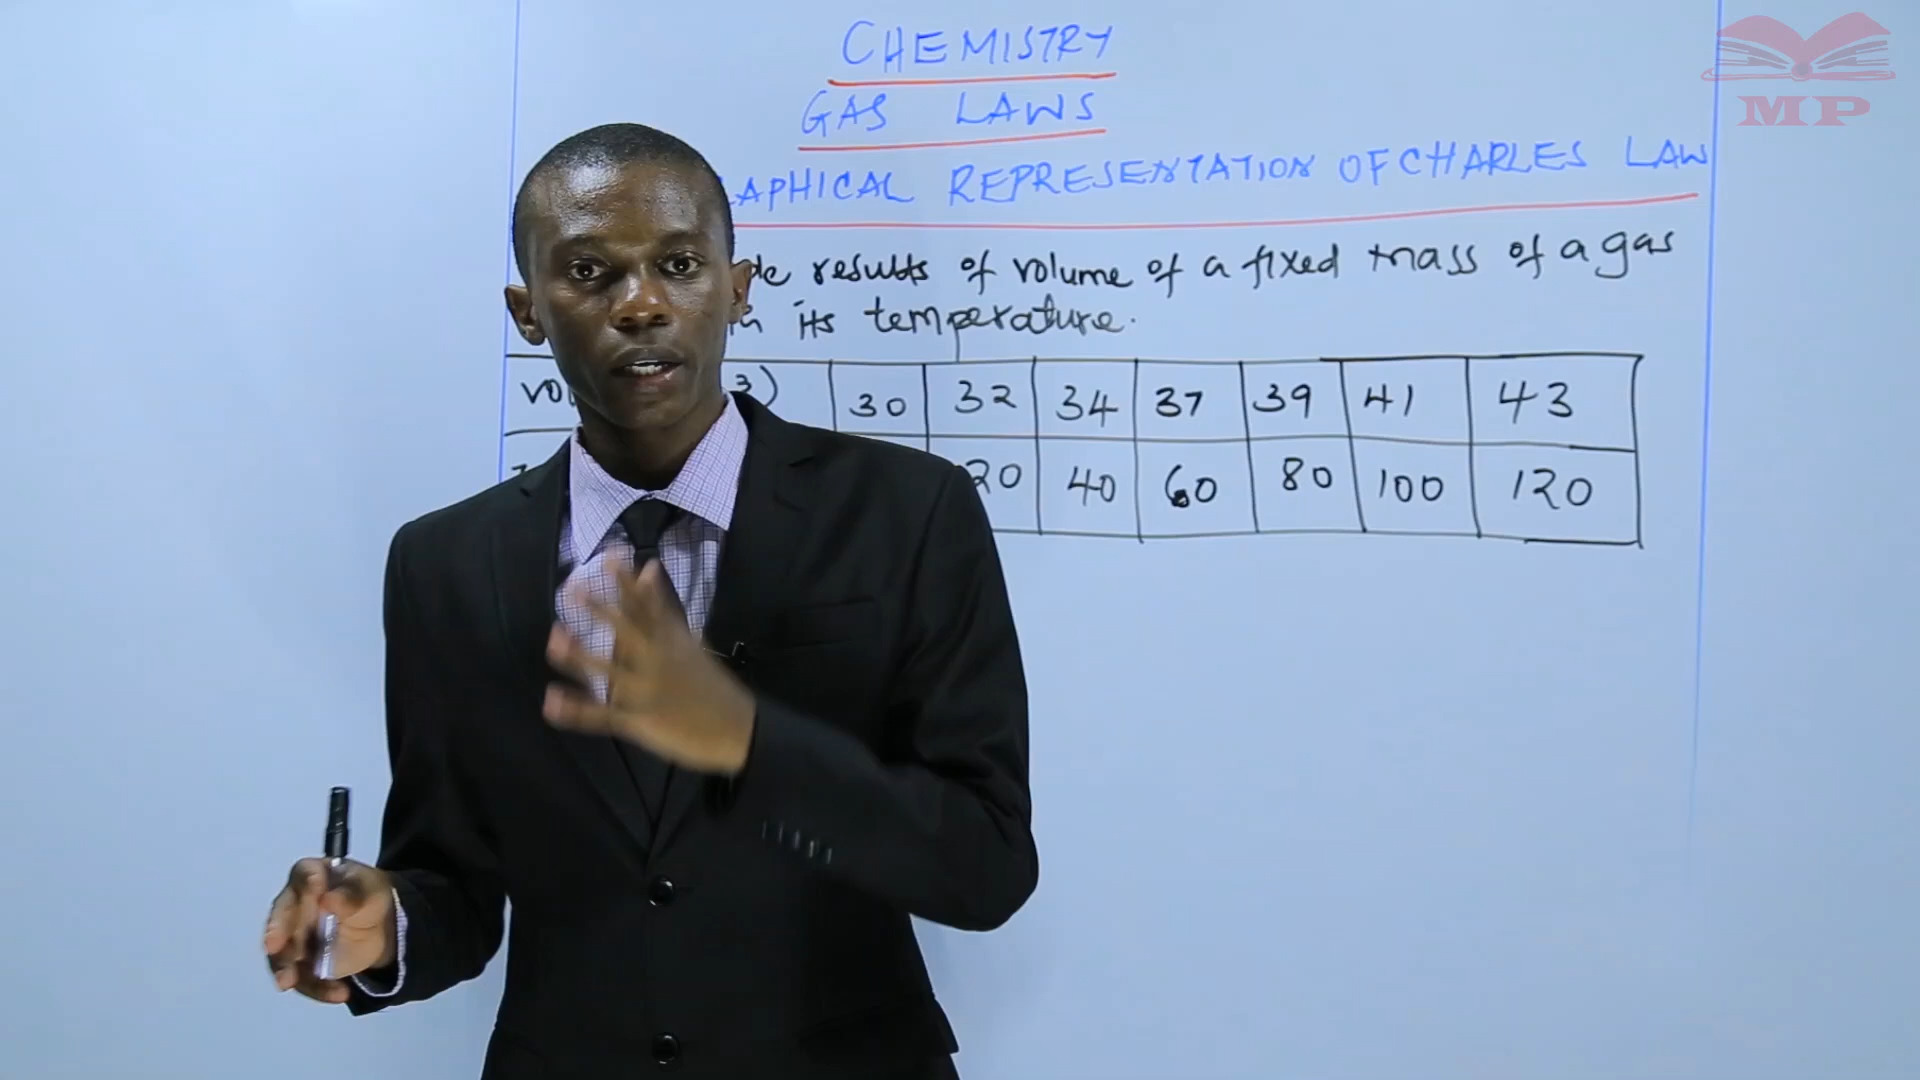 CHEMISTRY
GAS LAWS
GRAPHICAL REPRESENTATION OF CHARLES LAW
results of volume of a fixed mass of a gas
its temperature.
30 32 34 37 39 41 43
20 40 60 80 100 120
MP